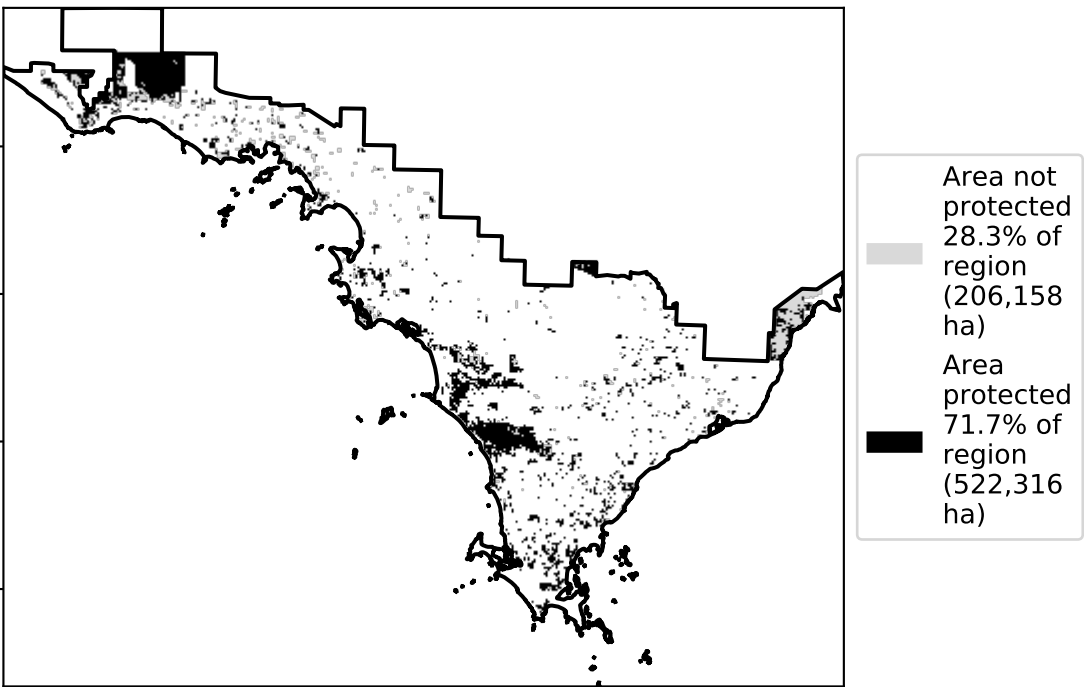 Area not
protected
28.3% of
region
(206,158
ha)
Area
protected
71.7% of
region
(522,316
ha)